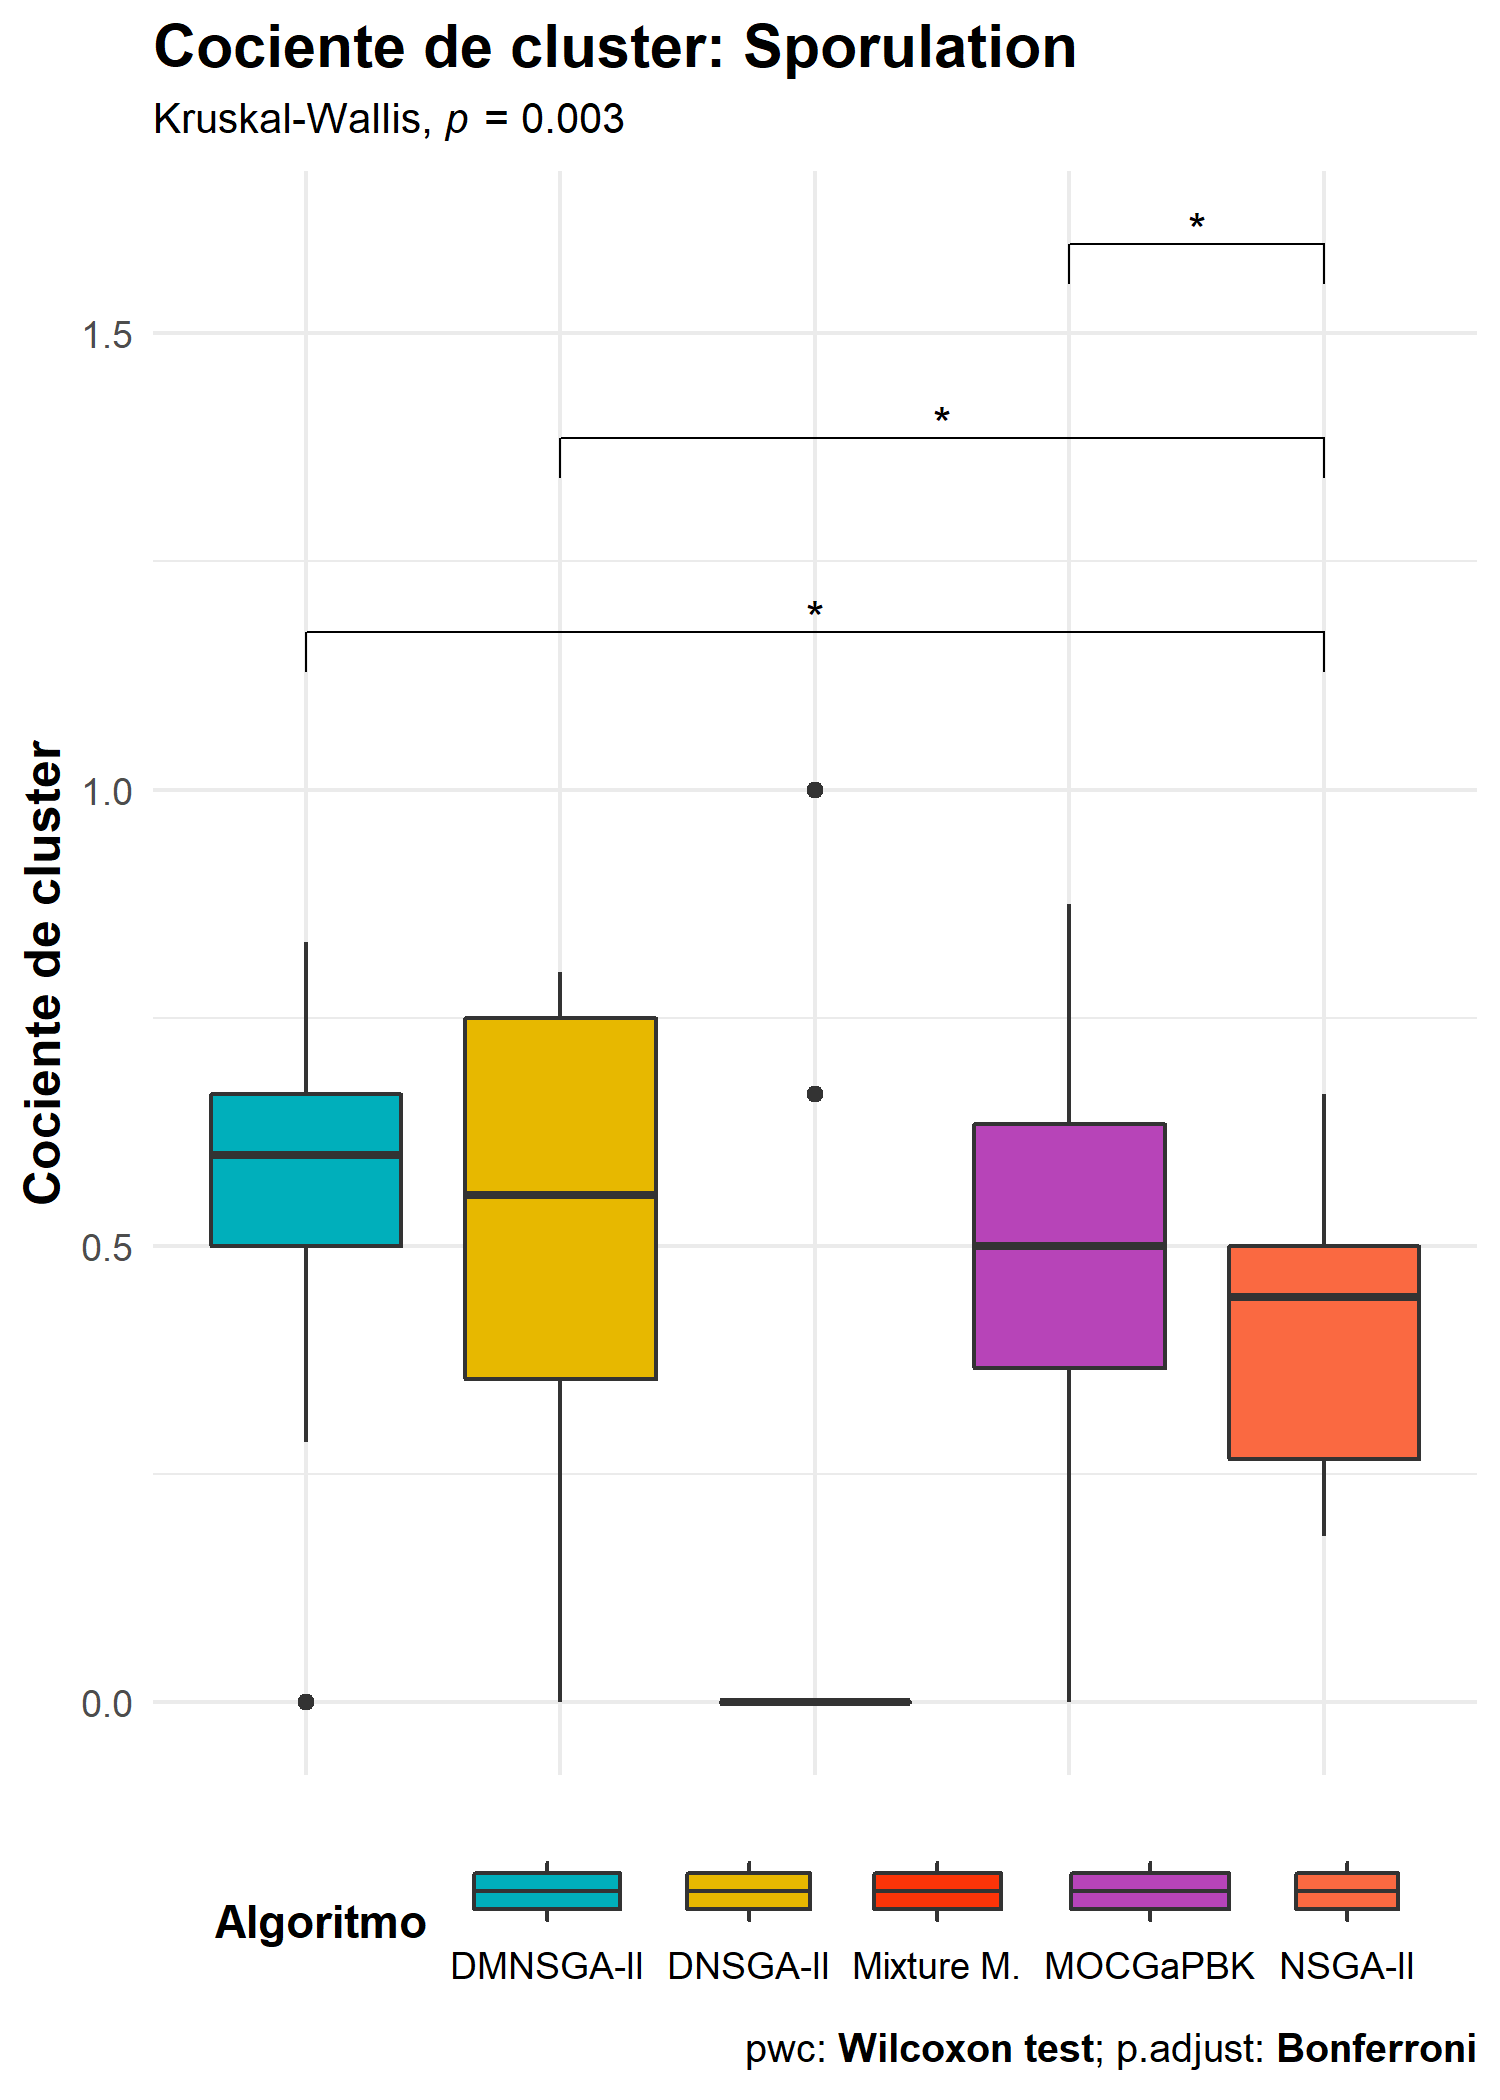 Cociente de cluster: Sporulation
Kruskal-Wallis, p = 0.003
*
1.5
*
*
1.0
Cociente de cluster
0.5
0.0
Algoritmo
DMNSGA-II
DNSGA-II
Mixture M.
MOCGaPBK
NSGA-II
pwc: Wilcoxon test; p.adjust: Bonferroni